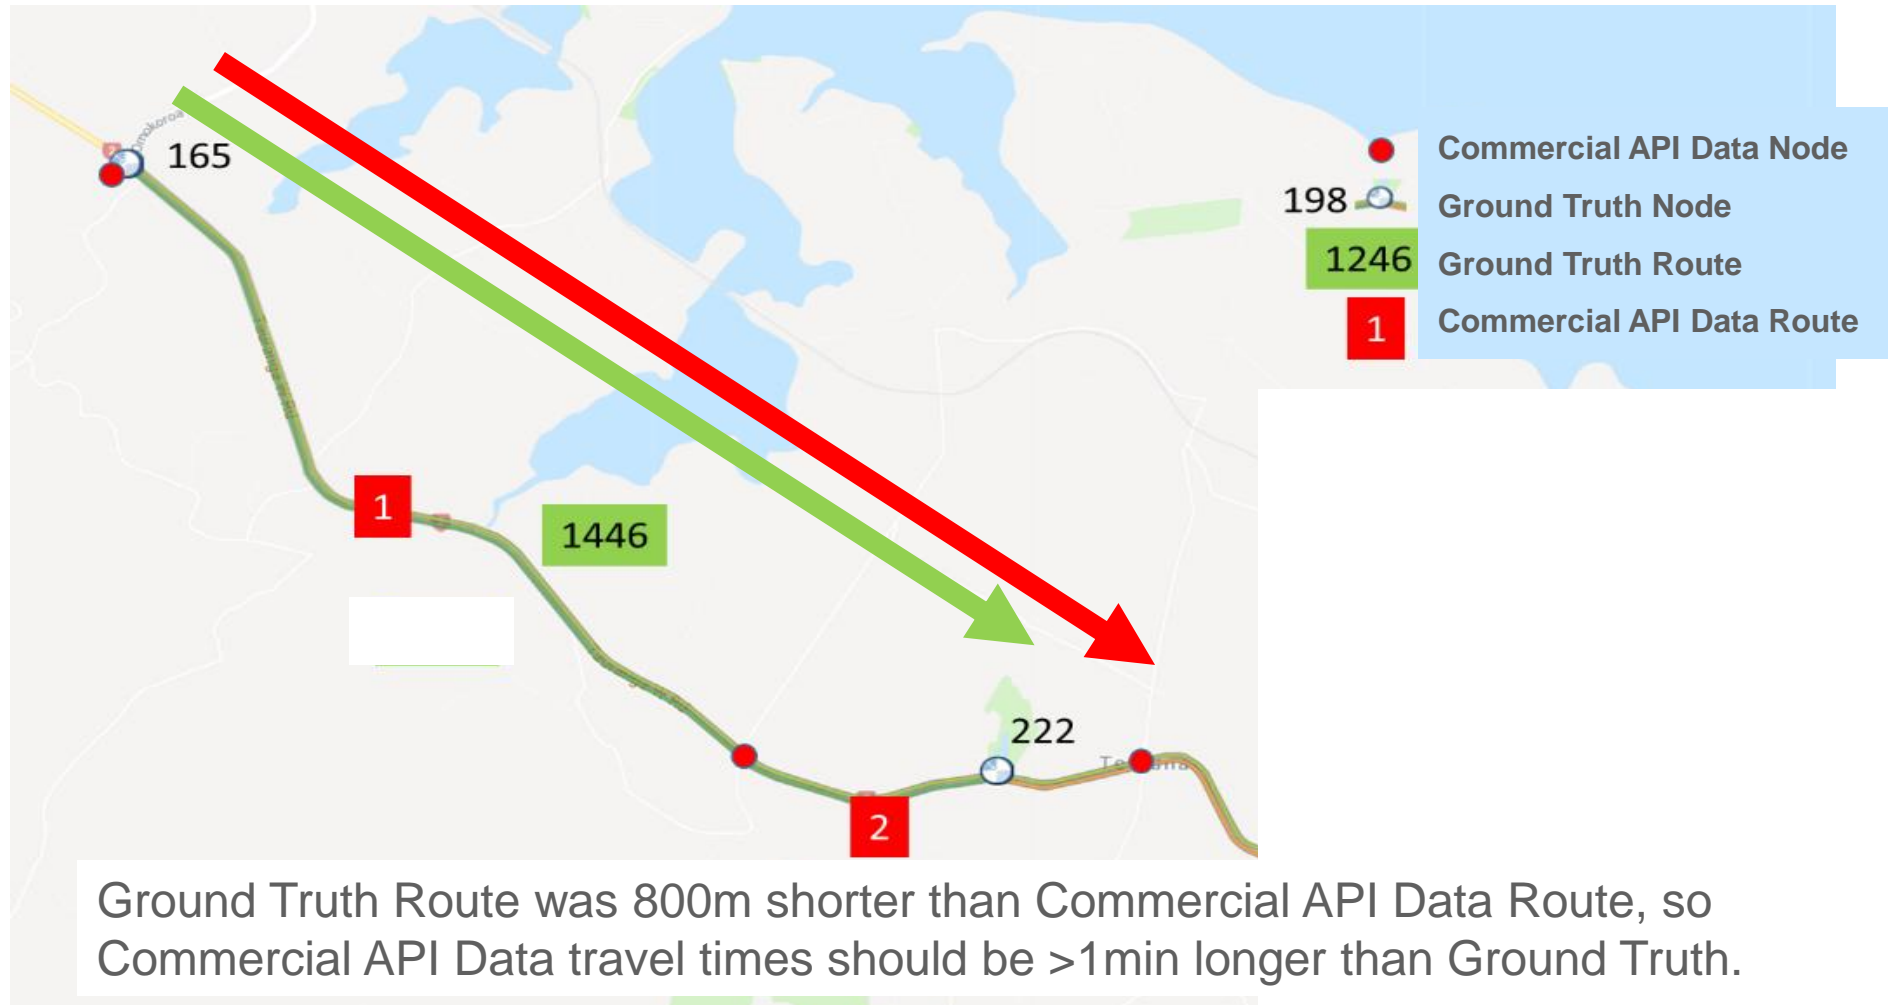 165
Commercial API Data Node
198
Ground Truth Node
1246
Ground Truth Route
1
Commercial API Data Route
1
1446
222
2
Ground Truth Route was 800m shorter than Commercial API Data Route, so
Commercial API Data travel times should be >1min longer than Ground Truth.